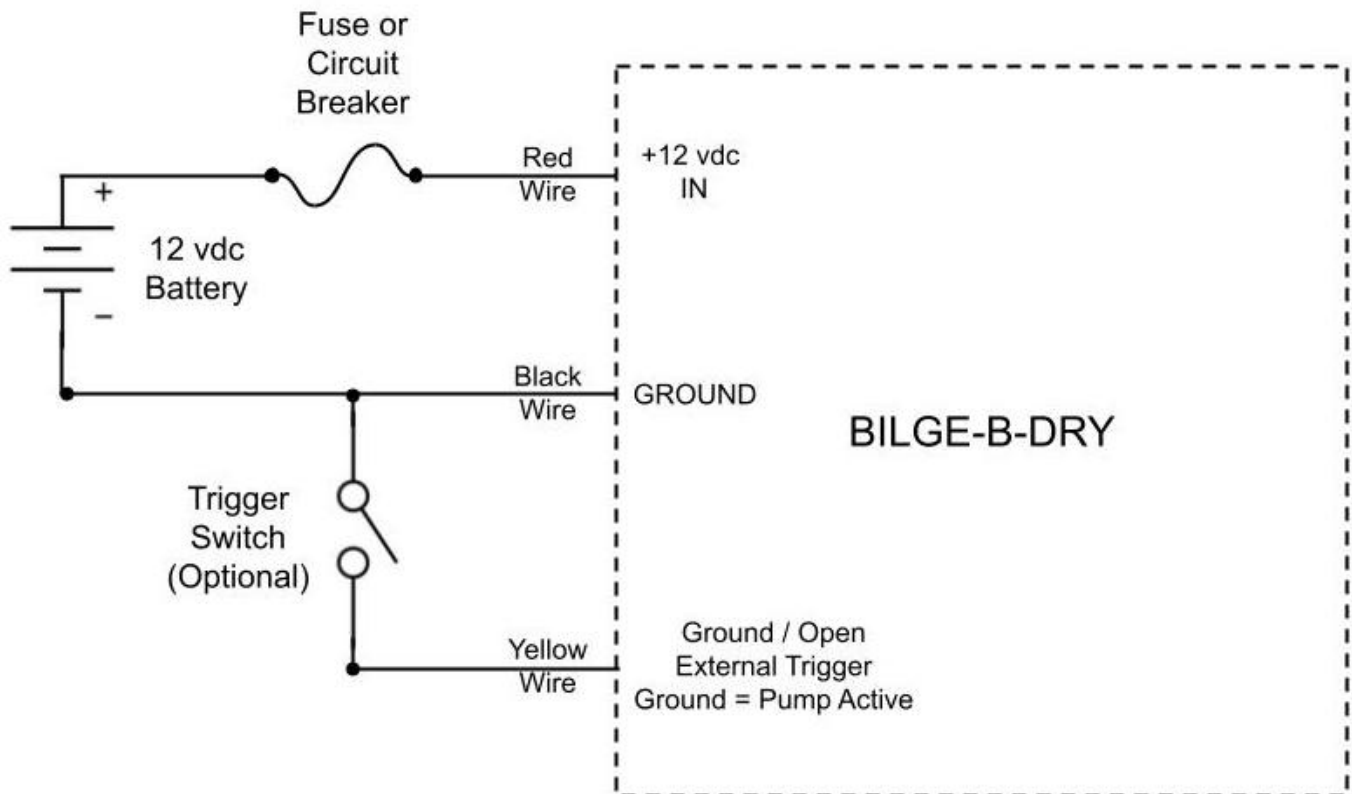 Fuse or
Circuit
Breaker
Red
Wire
+12 vdc
IN
+
12 vdc
Battery
−
Black
Wire
GROUND
BILGE-B-DRY
Trigger
Switch
(Optional)
Yellow
Wire
Ground / Open
External Trigger
Ground = Pump Active